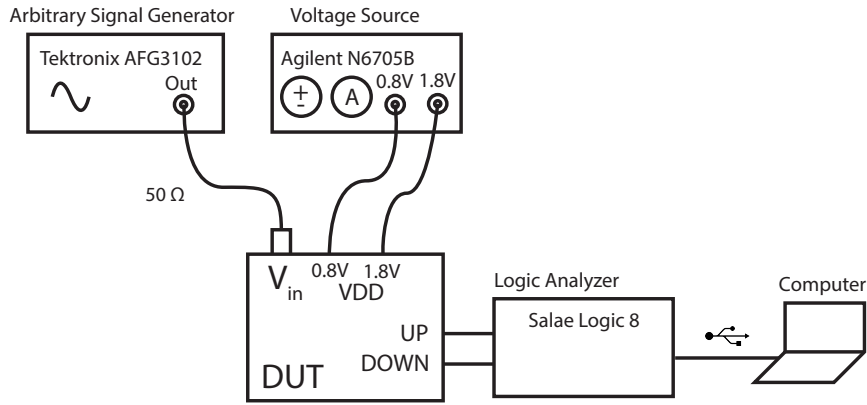 Arbitrary Signal Generator
Voltage Source
Tektronix AFG3102
Out
Agilent N6705B
0.8V 1.8V
+
-
A
50 Ω
Vin
0.8V 1.8V
VDD
UP
DOWN
DUT
Logic Analyzer
Salae Logic 8
Computer